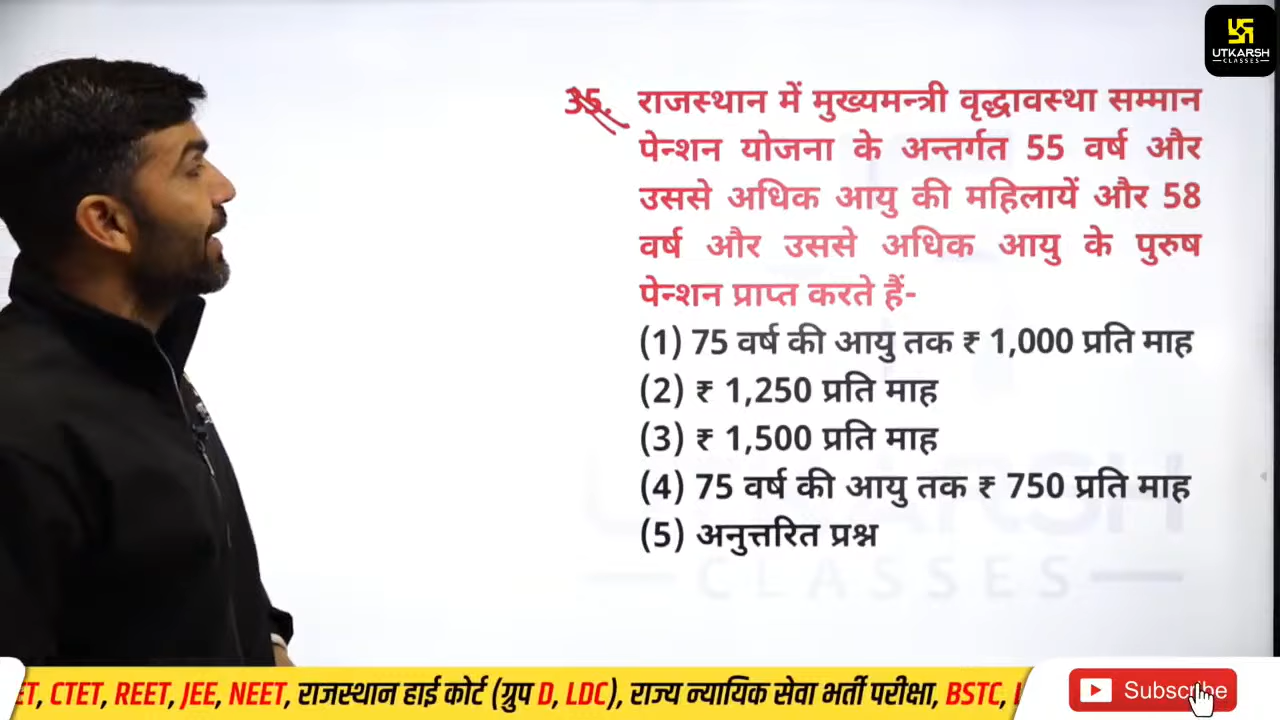 UTKARSH
CLASSES
35. राजस्थान में मुख्यमन्त्री वृद्धावस्था सम्मान
पेन्शन योजना के अन्तर्गत 55 वर्ष और
उससे अधिक आयु की महिलायें और 58
वर्ष और उससे अधिक आयु के पुरुष
पेन्शन प्राप्त करते हैं-
(1) 75 वर्ष की आयु तक ₹ 1,000 प्रति माह
(2) ₹ 1,250 प्रति माह
(3) ₹ 1,500 प्रति माह
(4) 75 वर्ष की आयु तक ₹ 750 प्रति माह
(5) अनुत्तरित प्रश्न
UTKARSH
CLASSES
CTET, REET, JEE, NEET, राजस्थान हाई कोर्ट (ग्रुप D, LDC), राज्य न्यायिक सेवा भर्ती परीक्षा, BSTC,
Subscribe